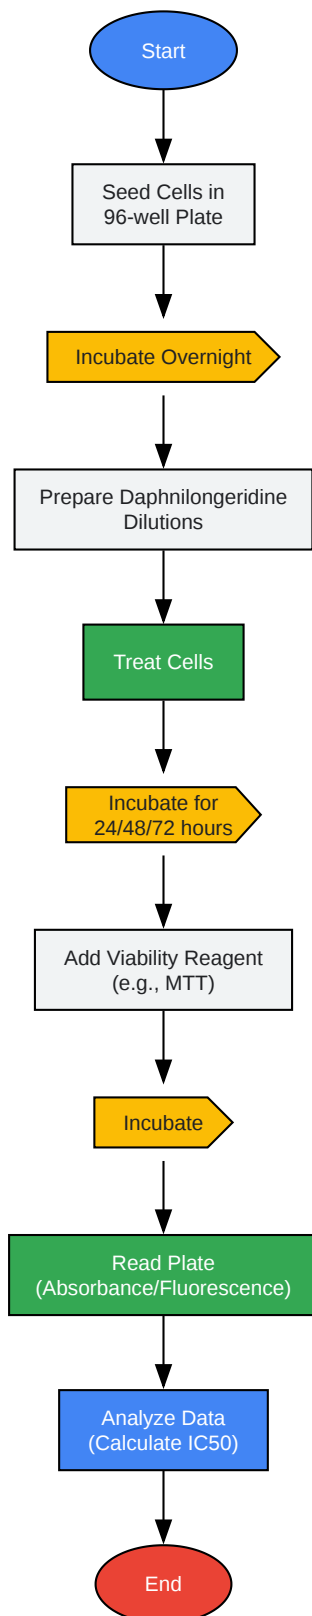 Start
Seed Cells in
96-well Plate
Incubate Overnight
Prepare Daphnilongeridine
Dilutions
Treat Cells
Incubate for
24/48/72 hours
Add Viability Reagent
(e.g., MTT)
Incubate
Read Plate
(Absorbance/Fluorescence)
Analyze Data
(Calculate IC50)
End